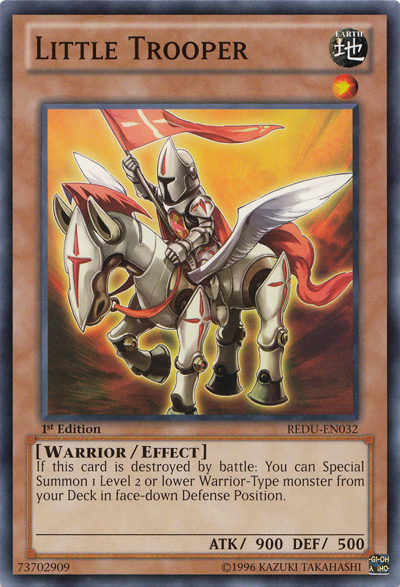 LITTLE TROOPER
EARTH
地
1st Edition
REDU-EN032
[WARRIOR/EFFECT]
If this card is destroyed by battle: You can Special
Summon 1 Level 2 or lower Warrior-Type monster from
your Deck in face-down Defense Position.
ATK/ 900 DEF/ 500
73702909
©1996 KAZUKI TAKAHASHI